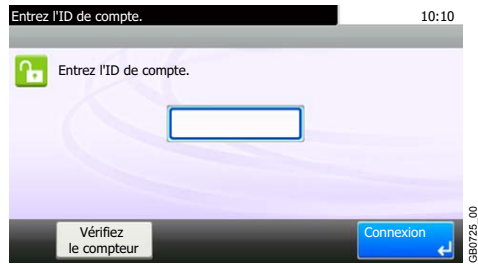 Entrez l'ID de compte.
10:10
Entrez l'ID de compte.
Vérifiez
le compteur
Connexion
GB0725_00